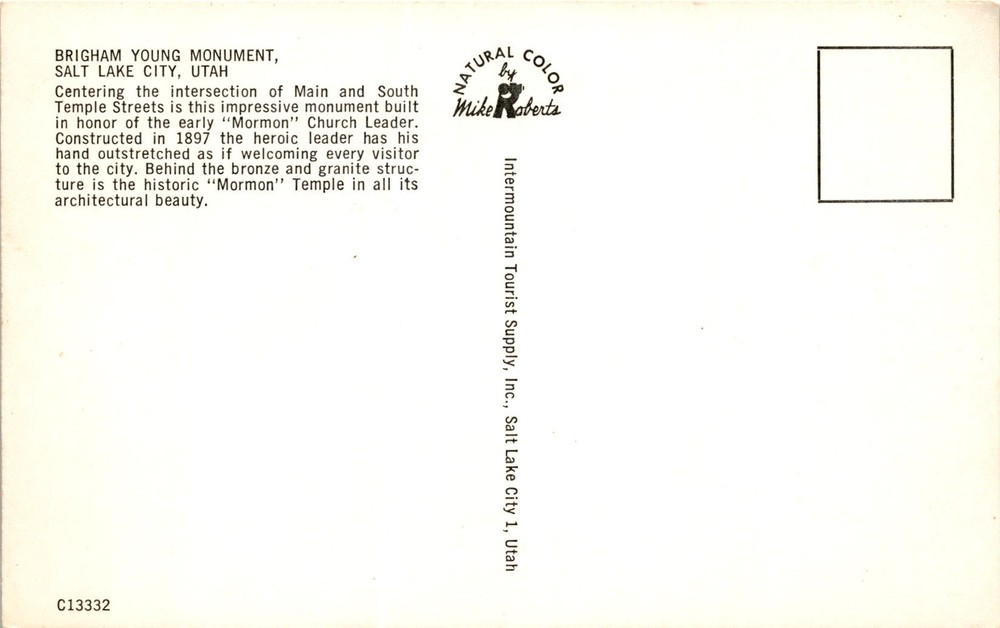 BRIGHAM YOUNG MONUMENT,
SALT LAKE CITY, UTAH
Centering the intersection of Main and South
Temple Streets is this impressive monument built
in honor of the early "Mormon" Church Leader.
Constructed in 1897 the heroic leader has his
hand outstretched as if welcoming every visitor
to the city. Behind the bronze and granite struc-
ture is the historic "Mormon" Temple in all its
architectural beauty.
NATURAL COLOR
by
Mike Roberts
Intermountain Tourist Supply, Inc., Salt Lake City 1, Utah
C13332